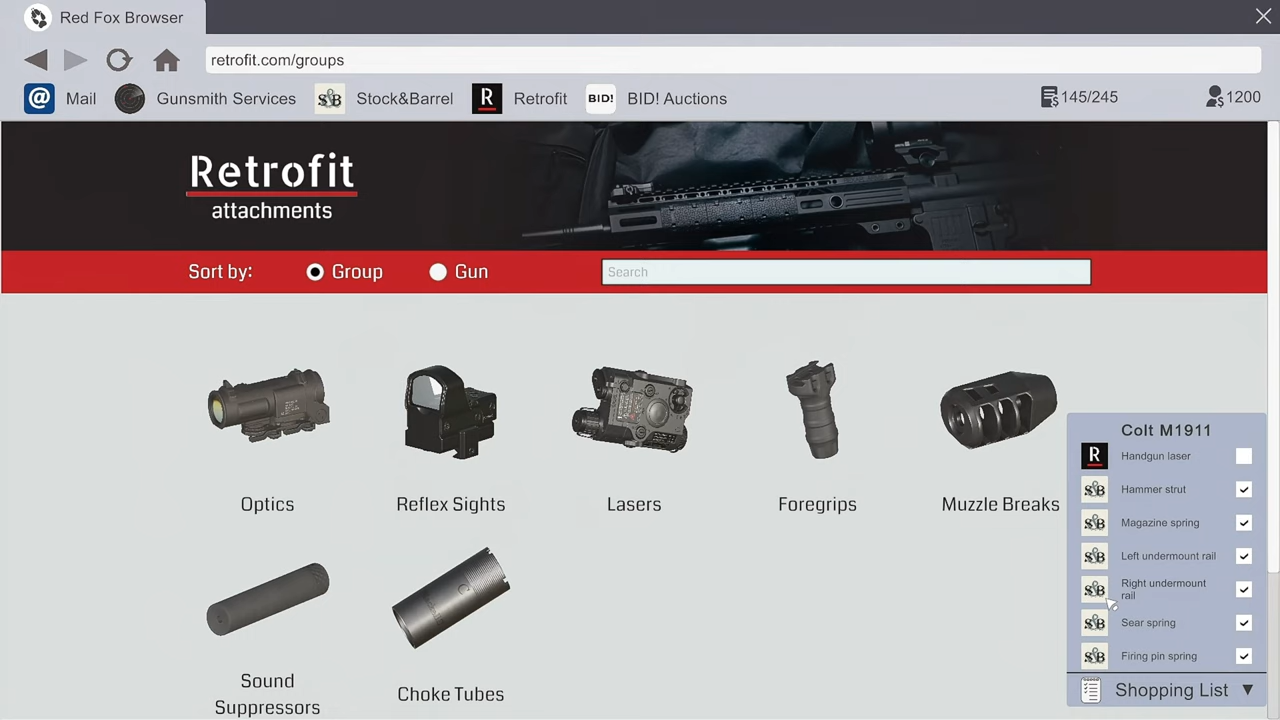 Red Fox Browser
retrofit.com/groups
@ Mail
Gunsmith Services
S&B Stock&Barrel
R Retrofit
BID! BID! Auctions
145/245
1200
Retrofit
attachments
Sort by:
Group
Gun
Search
Optics
Reflex Sights
Lasers
Foregrips
Muzzle Breaks
Sound
Suppressors
Choke Tubes
Colt M1911
R Handgun laser
S&B Hammer strut
S&B Magazine spring
S&B Left undermount rail
S&B Right undermount
rail
S&B Sear spring
S&B Firing pin spring
Shopping List